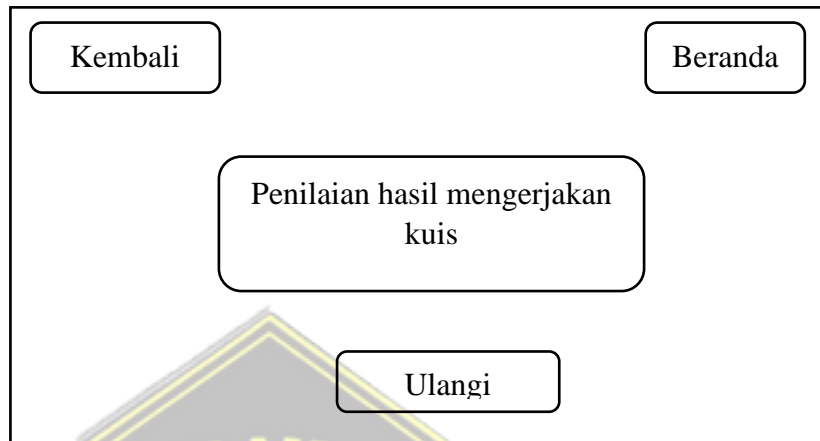 Kembali
Beranda
Penilaian hasil mengerjakan
kuis
Ulangi